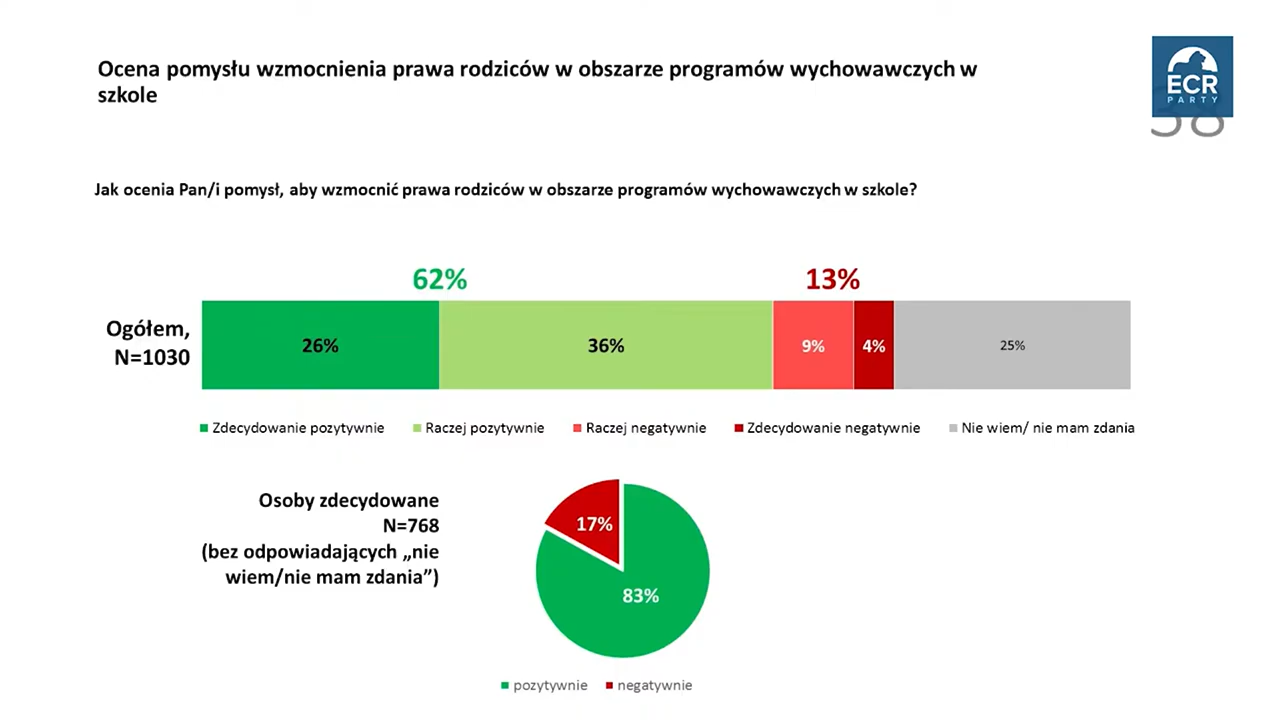 Ocena pomysłu wzmocnienia prawa rodziców w obszarze programów wychowawczych w
szkole
ECR
PARTY
Jak ocenia Pan/i pomysł, aby wzmocnić prawa rodziców w obszarze programów wychowawczych w szkole?
62% 13%
Ogółem,
N=1030
26% 36% 9% 4% 25%
Zdecydowanie pozytywnie Raczej pozytywnie Raczej negatywnie Zdecydowanie negatywnie Nie wiem/ nie mam zdania
Osoby zdecydowane
N=768
(bez odpowiadających „nie
wiem/nie mam zdania”)
17%
83%
pozytywnie negatywnie